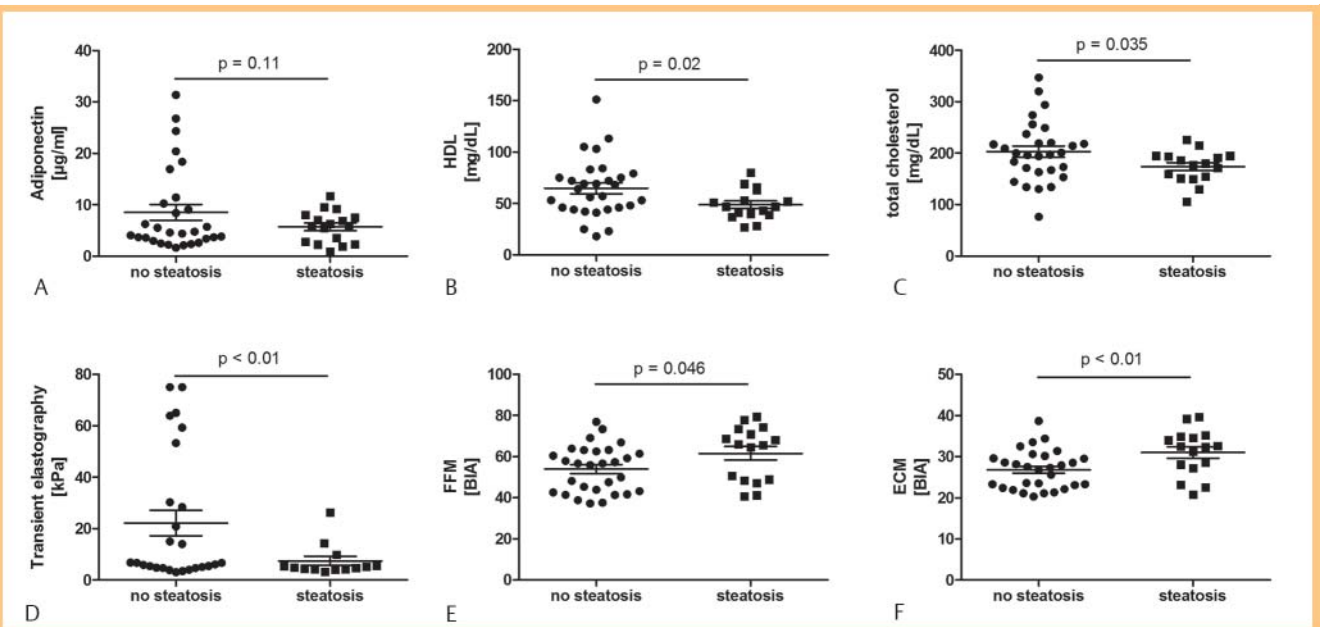 p = 0.11
Adiponectin
[µg/ml]
40
30
20
10
0
no steatosis steatosis
A
p = 0.02
HDL
[mg/dL]
200
150
100
50
0
no steatosis steatosis
B
p = 0.035
total cholesterol
[mg/dL]
400
300
200
100
0
no steatosis steatosis
C
p < 0.01
Transient elastography
[kPa]
80
60
40
20
0
no steatosis steatosis
D
p = 0.046
FFM
[BIA]
100
80
60
40
20
0
no steatosis steatosis
E
p < 0.01
ECM
[BIA]
50
40
30
20
10
0
no steatosis steatosis
F